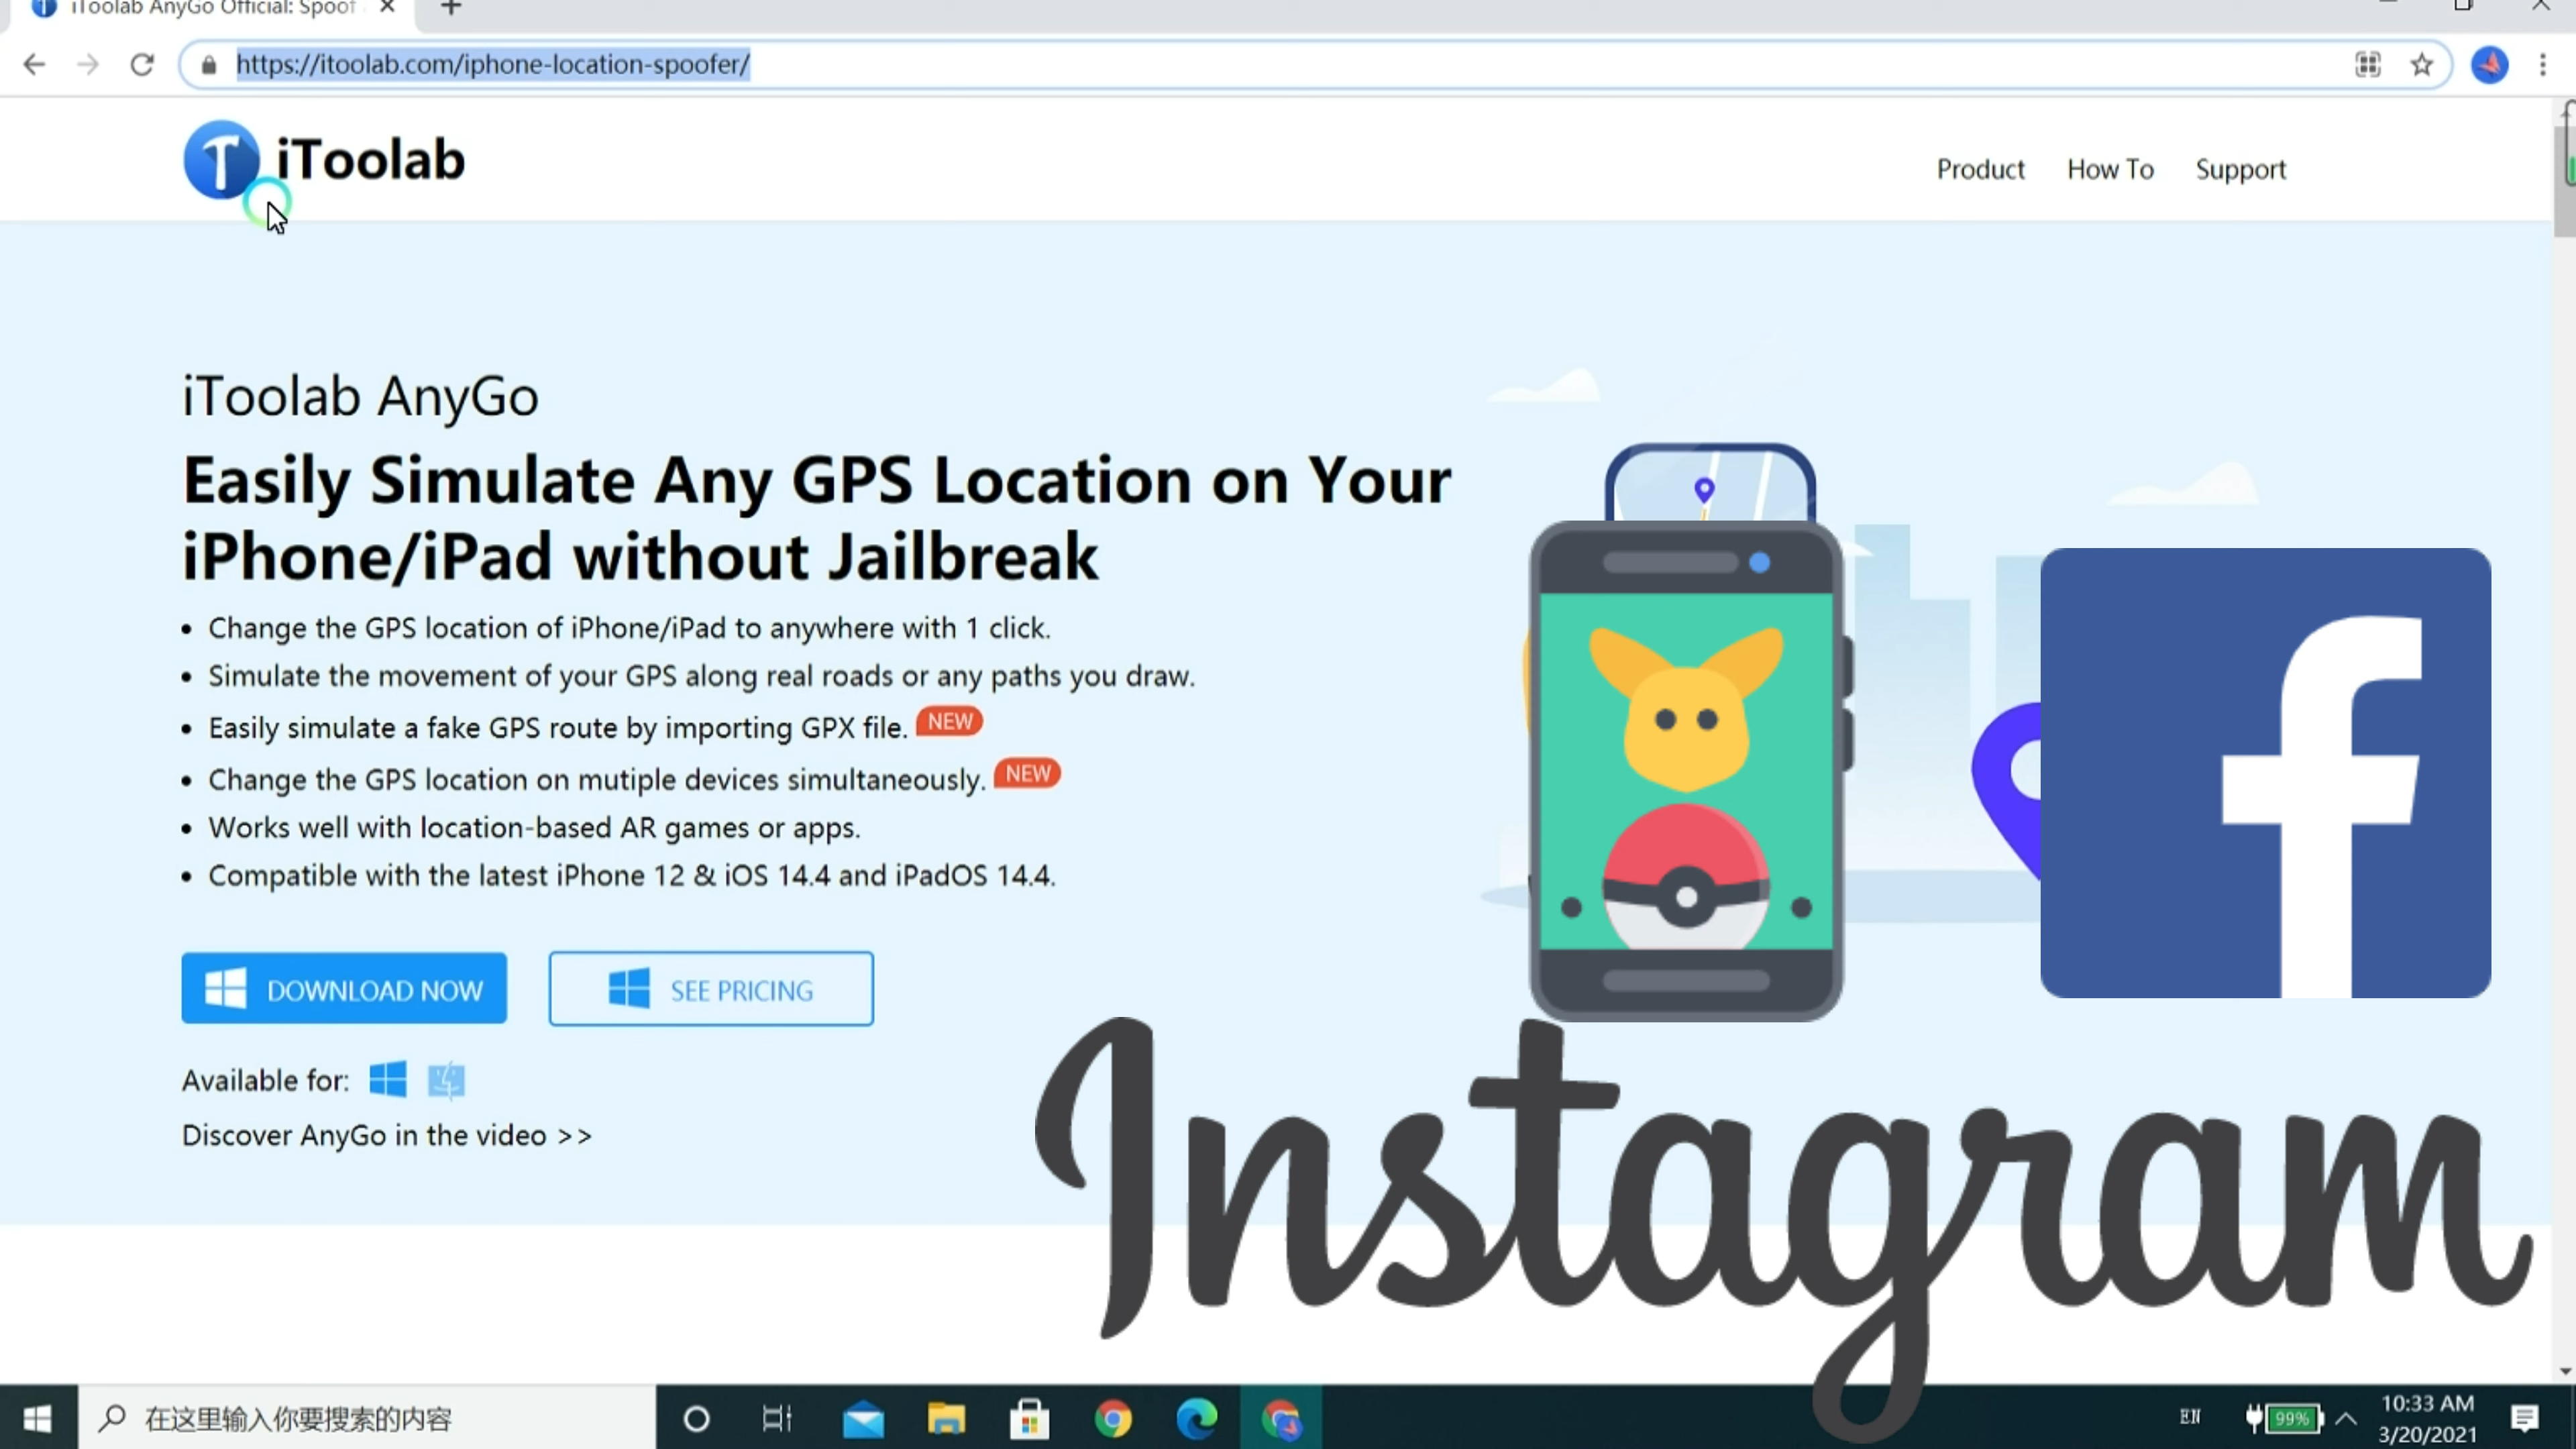 iToolab AnyGo Official: Spoof
https://itoolab.com/iphone-location-spoofer/
iToolab
Product How To Support
iToolab AnyGo
Easily Simulate Any GPS Location on Your
iPhone/iPad without Jailbreak
• Change the GPS location of iPhone/iPad to anywhere with 1 click.
• Simulate the movement of your GPS along real roads or any paths you draw.
• Easily simulate a fake GPS route by importing GPX file. NEW
• Change the GPS location on mutiple devices simultaneously. NEW
• Works well with location-based AR games or apps.
• Compatible with the latest iPhone 12 & iOS 14.4 and iPadOS 14.4.
f
DOWNLOAD NOW SEE PRICING
Available for:
Discover AnyGo in the video >>
Instagram
在这里输入你要搜索的内容
EN 99% 10:33 AM
3/20/2021